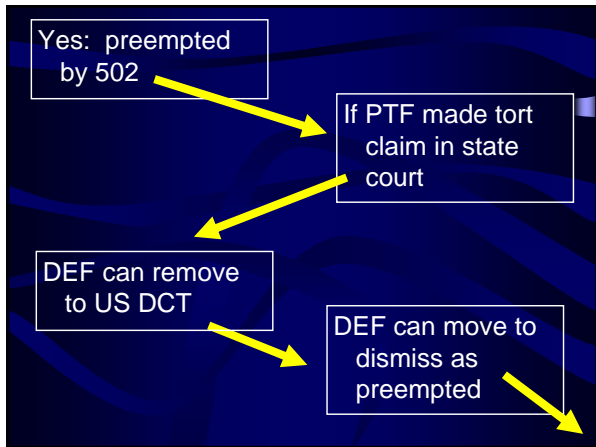 Yes: preempted
by 502
If PTF made tort
claim in state
court
DEF can remove
to US DCT
DEF can move to
dismiss as
preempted